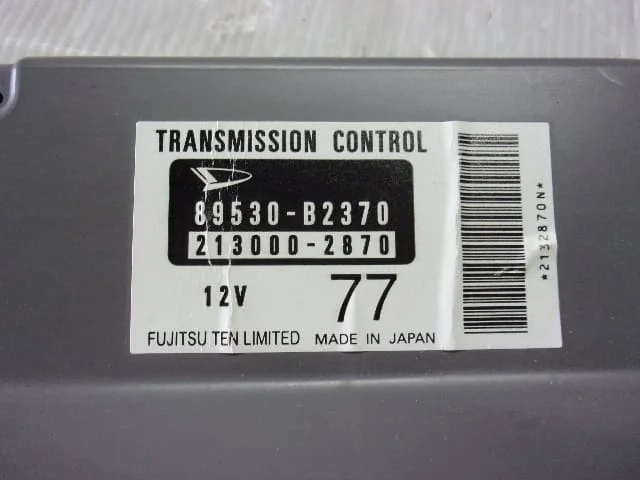 TRANSMISSION CONTROL
89530-B2370
213000-2870
12V 77
FUJITSU TEN LIMITED MADE IN JAPAN
*2132870N*